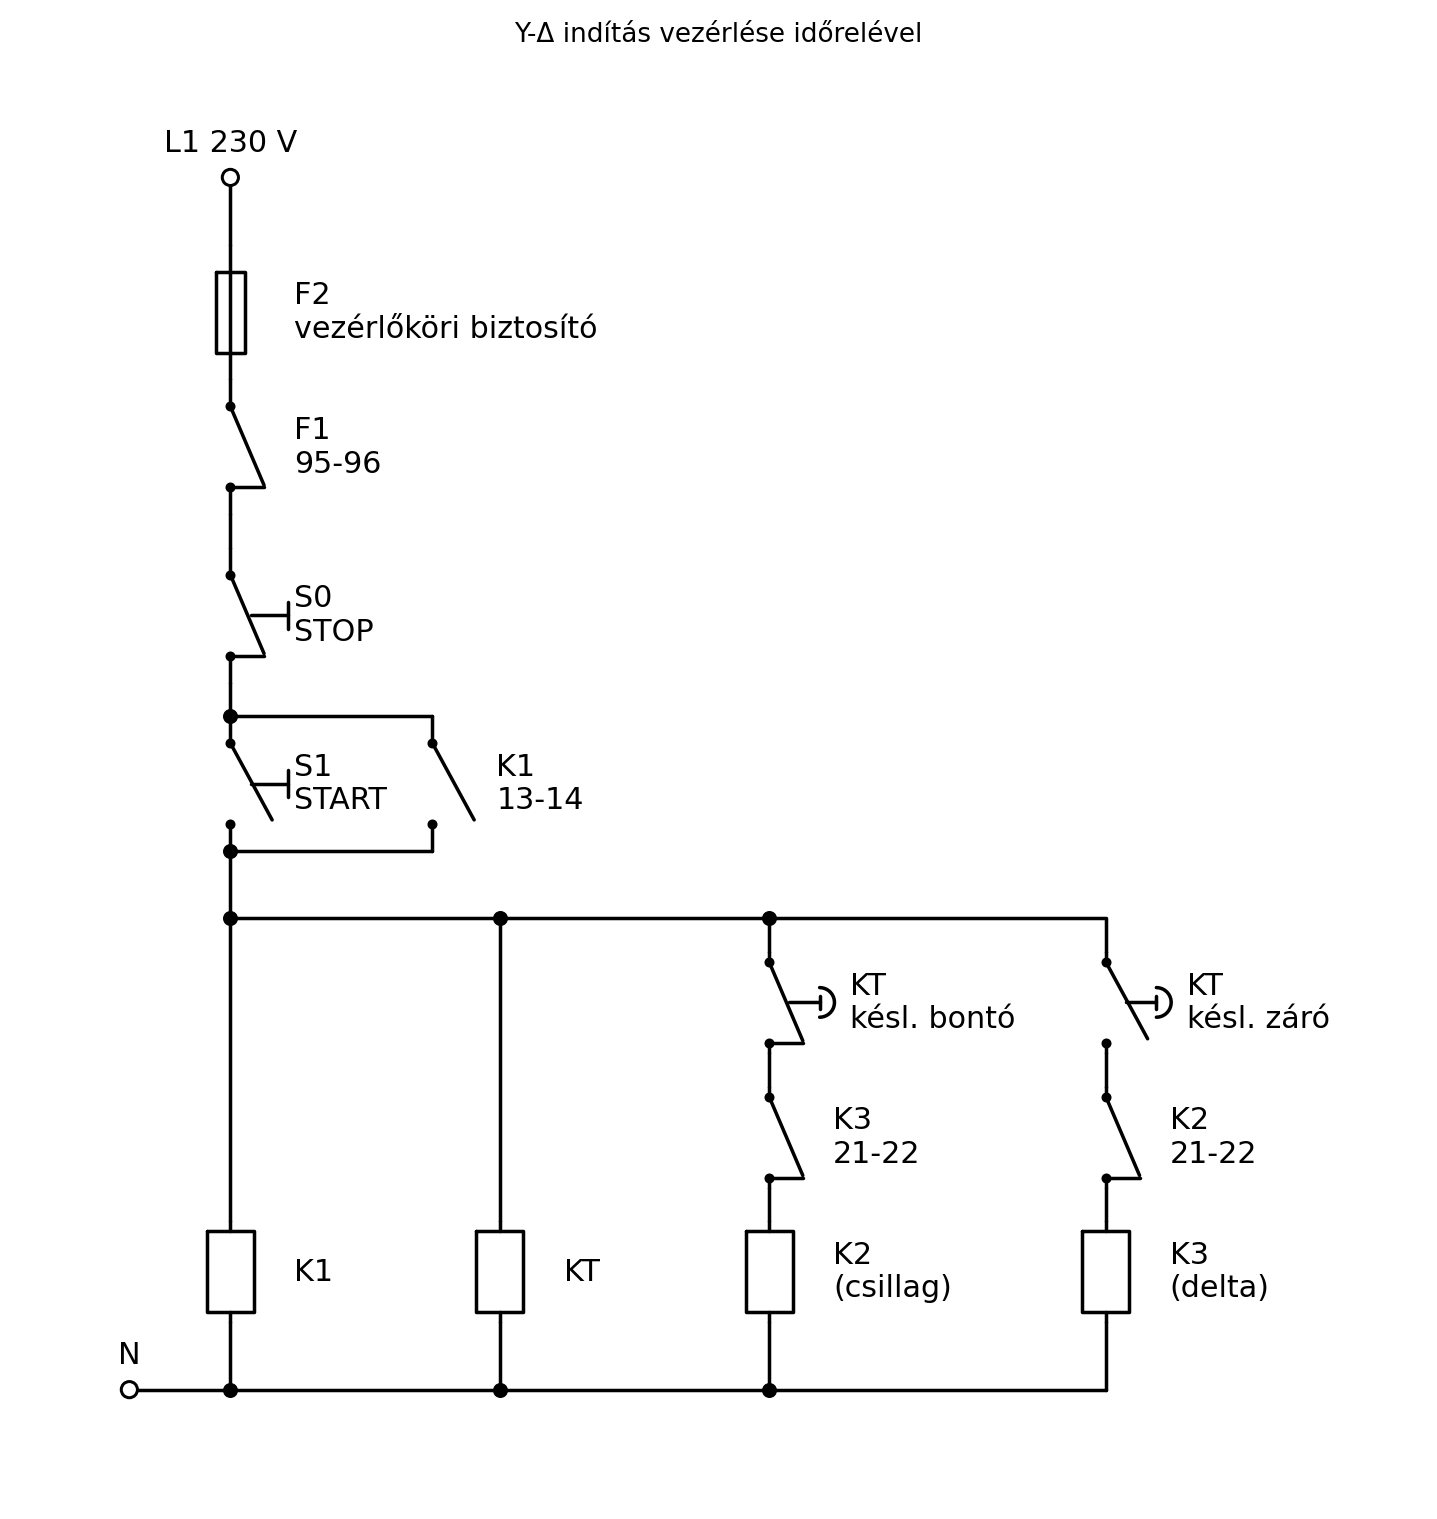 Y-Δ indítás vezérlése időrelével
L1 230 V
F2
vezérlőköri biztosító
F1
95-96
S0
STOP
S1
START
K1
13-14
KT
késl. bontó
KT
késl. záró
K3
21-22
K2
21-22
K1
KT
K2
(csillag)
K3
(delta)
N